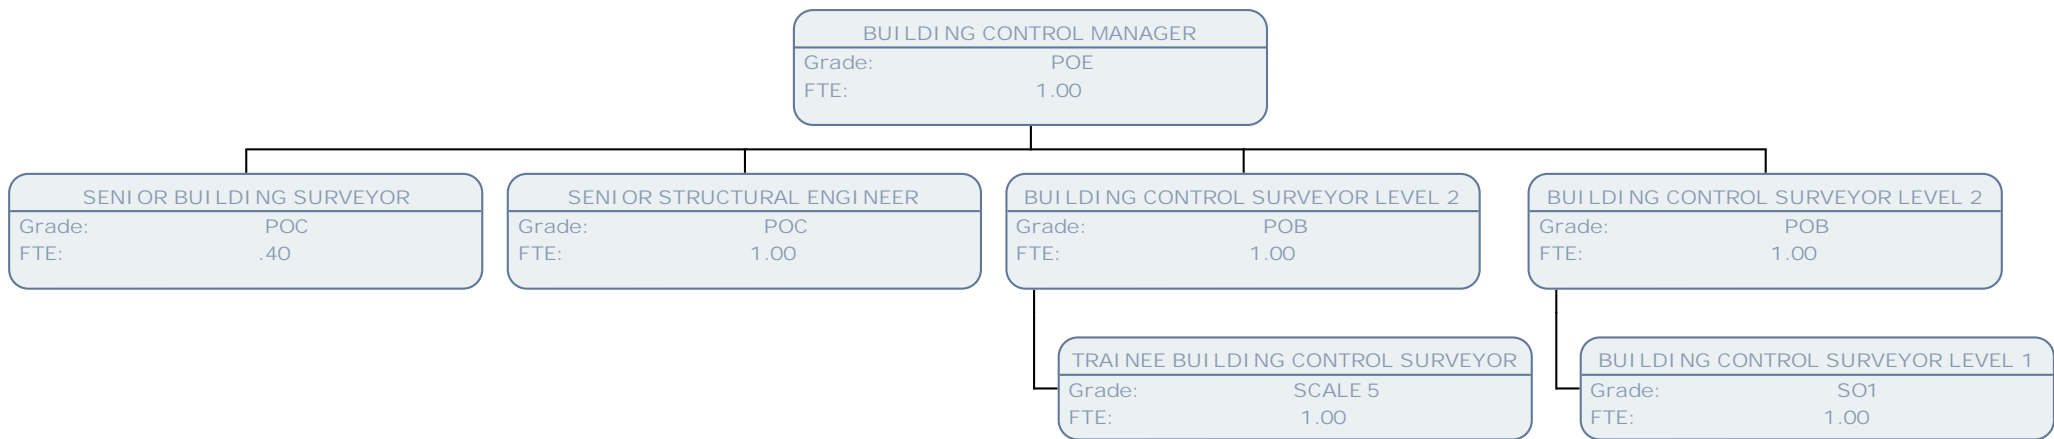 BUILDING CONTROL MANAGER
Grade: POE
FTE: 1.00
SENIOR BUILDING SURVEYOR
Grade: POC
FTE: .40
SENIOR STRUCTURAL ENGINEER
Grade: POC
FTE: 1.00
BUILDING CONTROL SURVEYOR LEVEL 2
Grade: POB
FTE: 1.00
BUILDING CONTROL SURVEYOR LEVEL 2
Grade: POB
FTE: 1.00
TRAINEE BUILDING CONTROL SURVEYOR
Grade: SCALE 5
FTE: 1.00
BUILDING CONTROL SURVEYOR LEVEL 1
Grade: SO1
FTE: 1.00